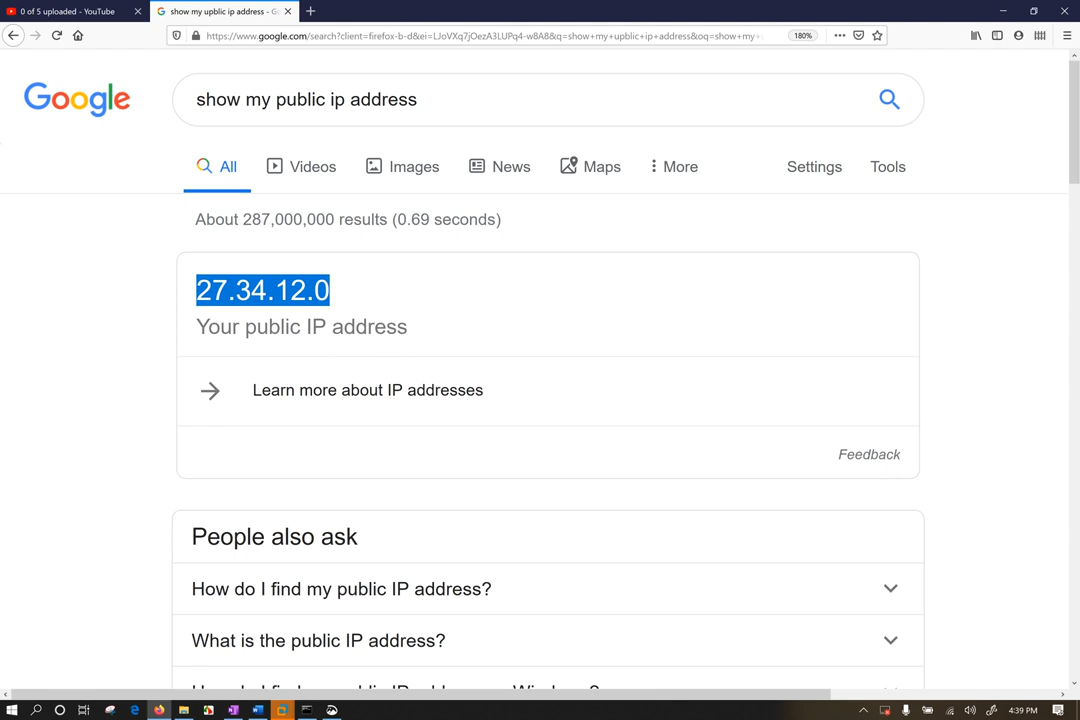 0 of 5 uploaded - YouTube
show my upblic ip address - G
https://www.google.com/search?client=firefox-b-d&ei=LJoVXq7jOezA3LUPq4-w8A8&q=show+my+upblic+ip+address&oq=show+my+
180%
Google
show my public ip address
All
Videos
Images
News
Maps
More
Settings
Tools
About 287,000,000 results (0.69 seconds)
27.34.12.0
Your public IP address
Learn more about IP addresses
Feedback
People also ask
How do I find my public IP address?
What is the public IP address?
4:39 PM